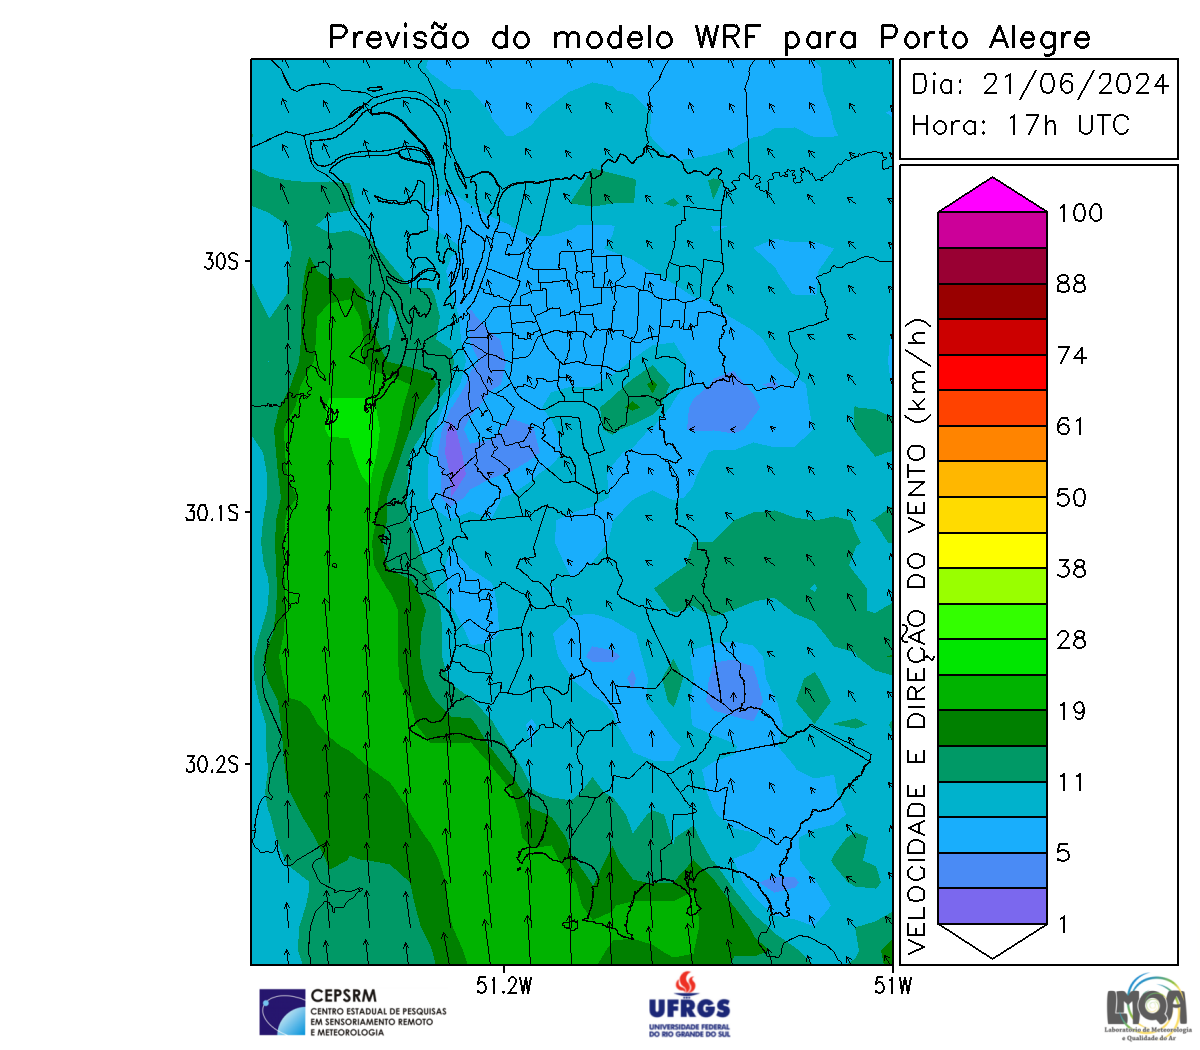 Previsão do modelo WRF para Porto Alegre
Dia: 21/06/2024
Hora: 17h UTC
VELOCIDADE E DIREÇÃO DO VENTO (km/h)
100
88
74
61
50
38
28
19
11
5
1
30S
30.1S
30.2S
51.2W
51W
CEPSRM
CENTRO ESTADUAL DE PESQUISAS
EM SENSORIAMENTO REMOTO
E METEOROLOGIA
UFRGS
UNIVERSIDADE FEDERAL
DO RIO GRANDE DO SUL
LMQA
Laboratório de Meteorologia
e Qualidade do Ar